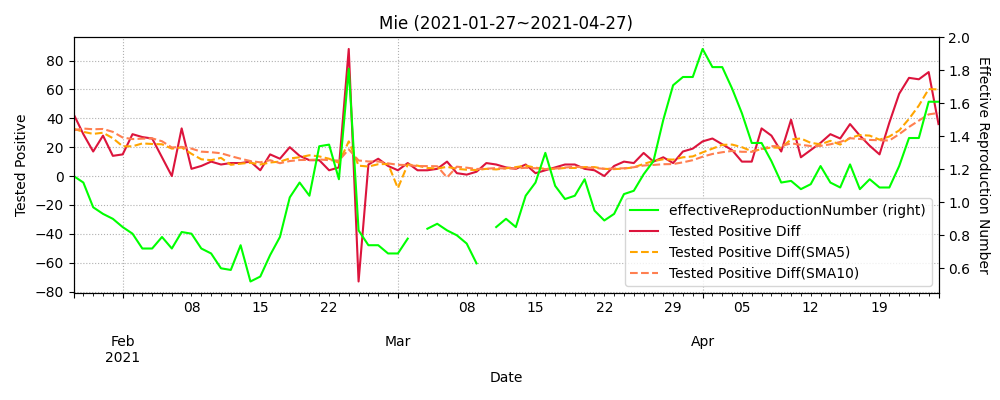 Mie (2021-01-27~2021-04-27)
Tested Positive
80
60
40
20
0
−20
−40
−60
−80
2.0
1.8
1.6
1.4
1.2
1.0
0.8
0.6
Effective Reproduction Number
effectiveReproductionNumber (right)
Tested Positive Diff
Tested Positive Diff(SMA5)
Tested Positive Diff(SMA10)
08 15 22 08 15 22 29 05 12 19
Feb Mar Apr
2021
Date